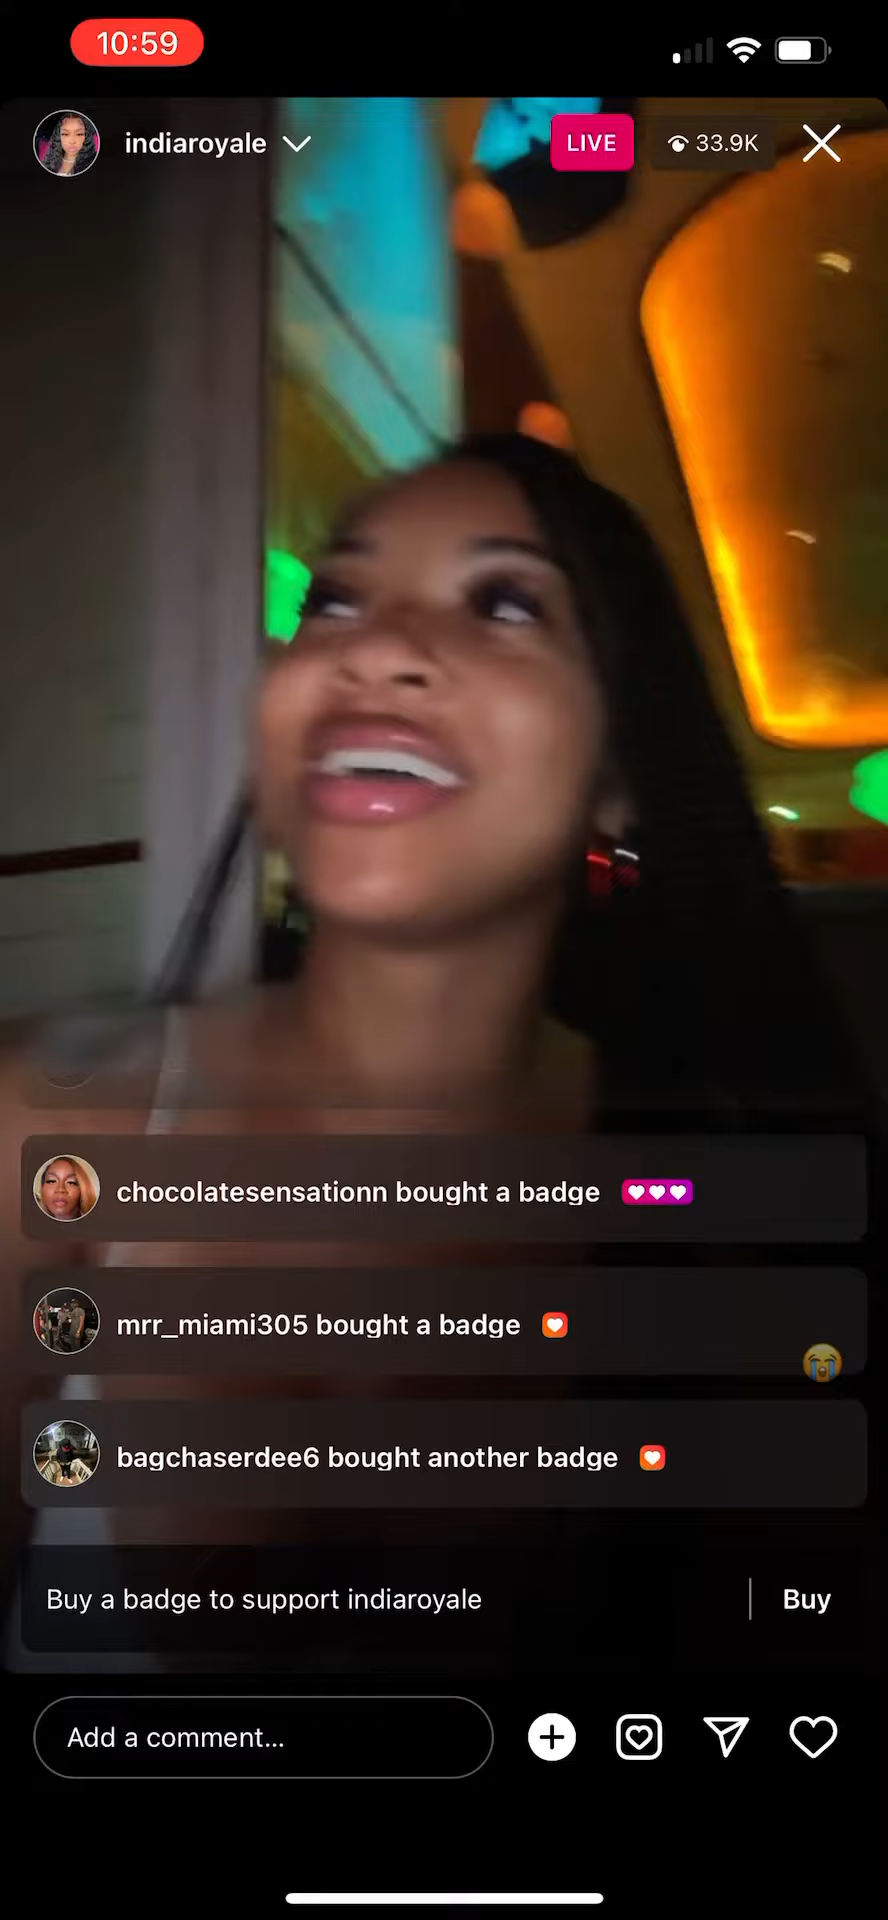 10:59
indiaroyale
LIVE
33.9K
chocolatesensationn bought a badge
mrr_miami305 bought a badge
bagchaserdee6 bought another badge
Buy a badge to support indiaroyale
Buy
Add a comment...